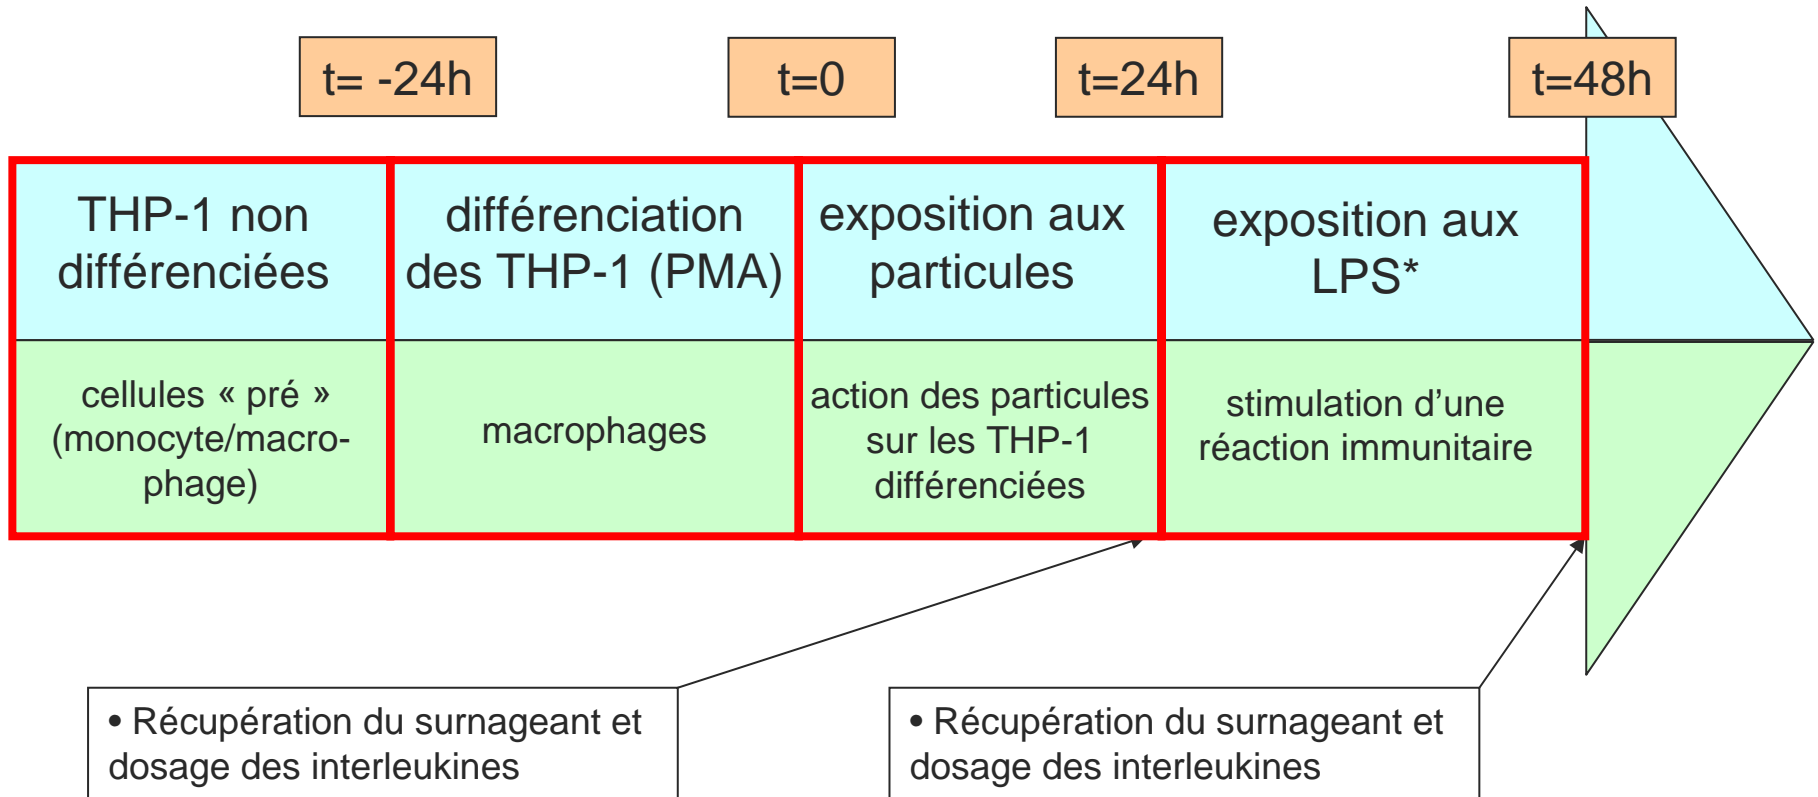 t= -24h
t=0
t=24h
t=48h
THP-1 non
différenciées
différenciation
des THP-1 (PMA)
exposition aux
particules
exposition aux
LPS*
cellules « pré »
(monocyte/macro-
phage)
macrophages
action des particules
sur les THP-1
différenciées
stimulation d’une
réaction immunitaire
• Récupération du surnageant et
dosage des interleukines
• Récupération du surnageant et
dosage des interleukines